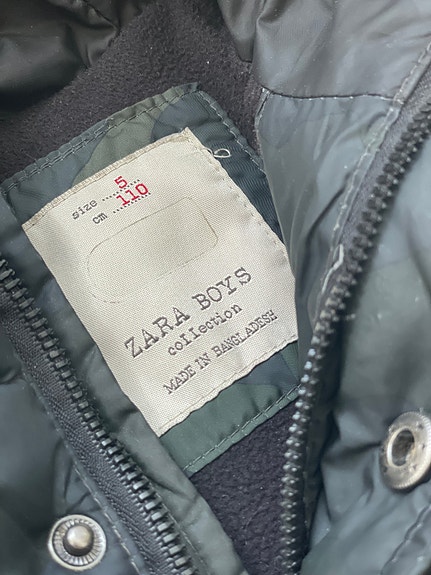 size 5
cm 110
ZARA BOYS
collection
MADE IN BANGLADESH